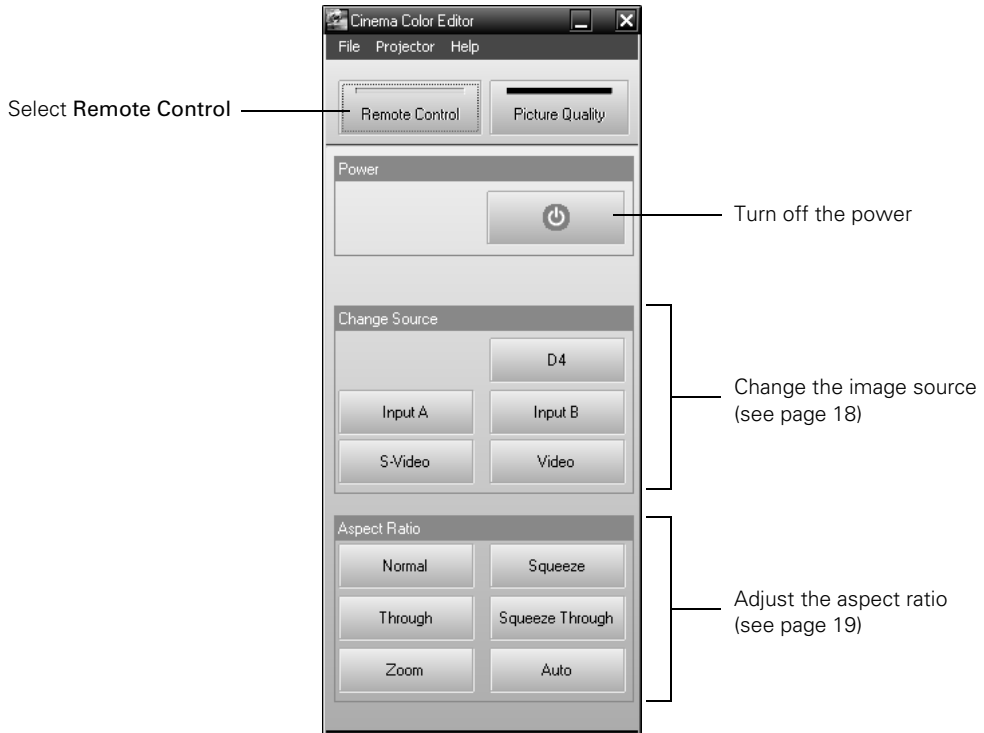 Cinema Color Editor
File Projector Help
Select Remote Control
Remote Control
Picture Quality
Power
Turn off the power
Change Source
D4
Input A
Input B
S-Video
Video
Change the image source
(see page 18)
Aspect Ratio
Normal
Squeeze
Through
Squeeze Through
Zoom
Auto
Adjust the aspect ratio
(see page 19)